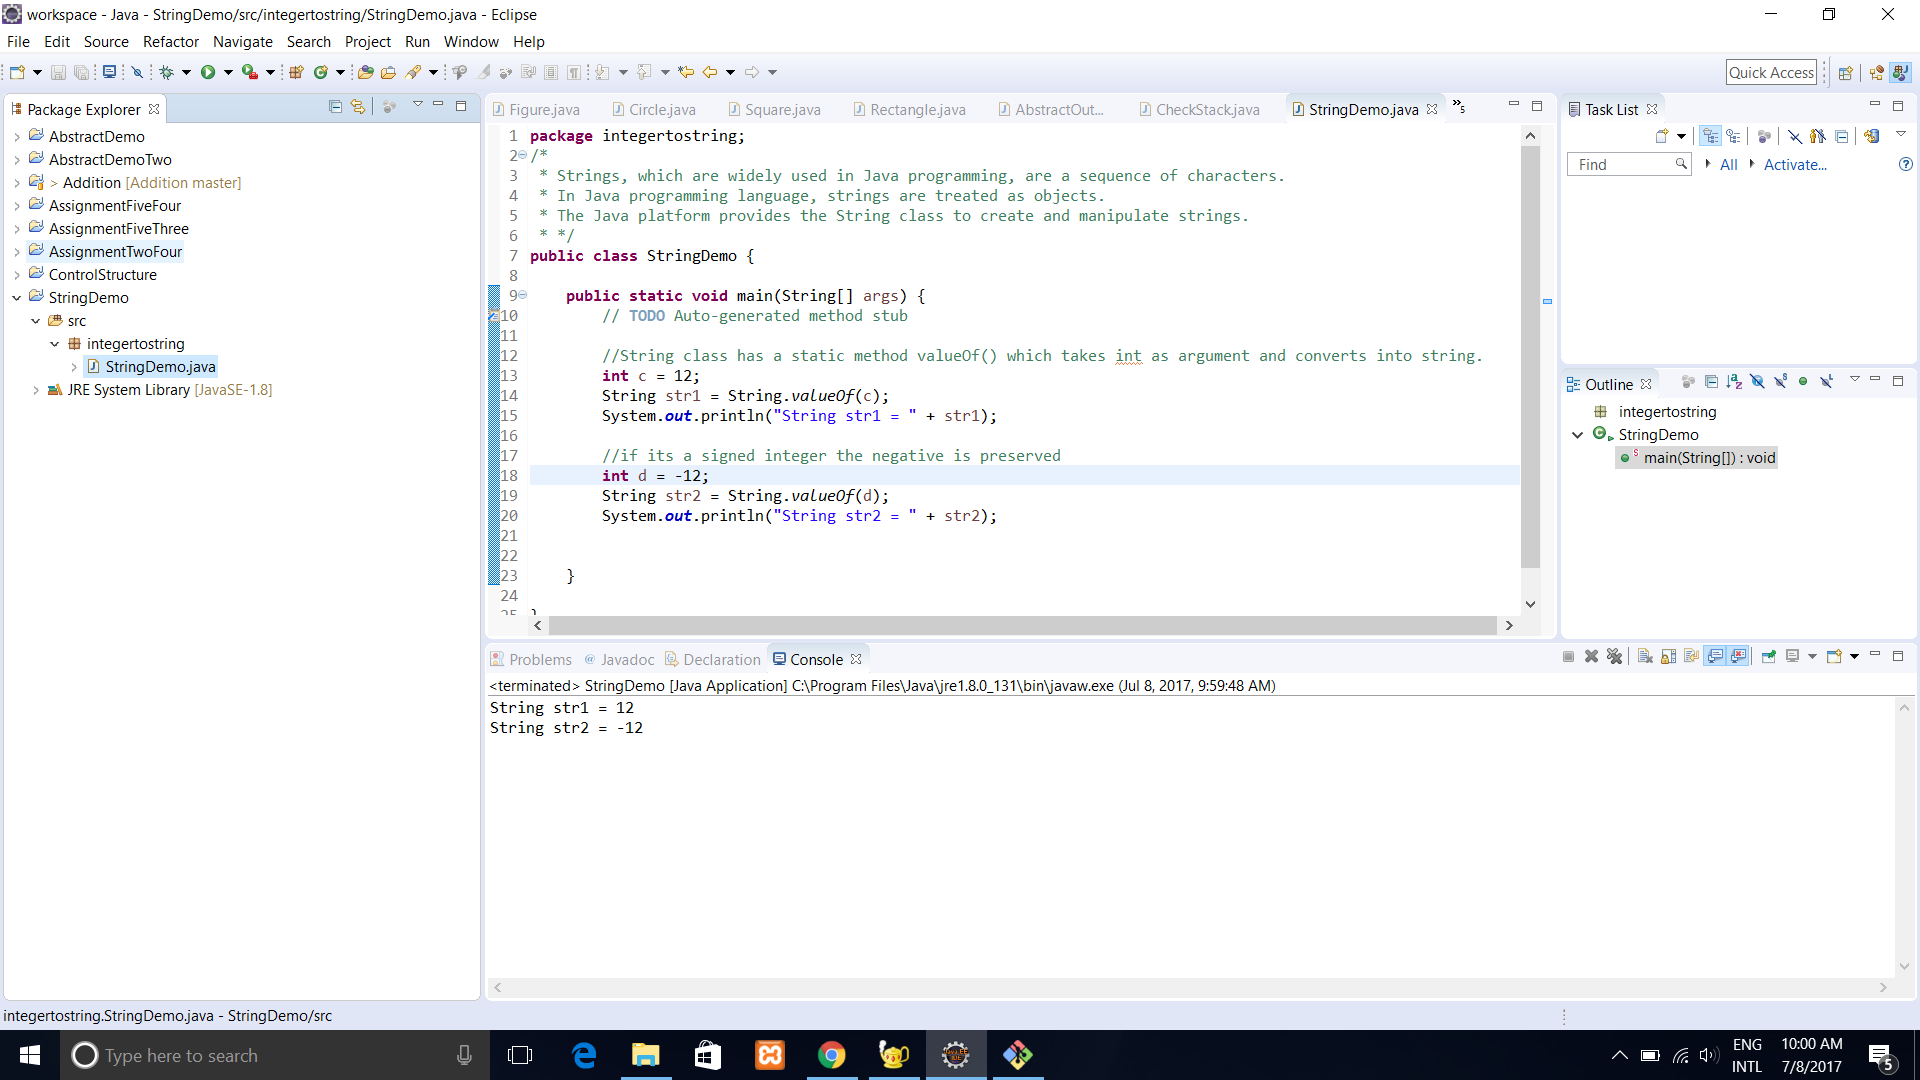 workspace - Java - StringDemo/src/integertostring/StringDemo.java - Eclipse
File Edit Source Refactor Navigate Search Project Run Window Help
Quick Access
Package Explorer
AbstractDemo
AbstractDemoTwo
> Addition [Addition master]
AssignmentFiveFour
AssignmentFiveThree
AssignmentTwoFour
ControlStructure
StringDemo
src
integertostring
StringDemo.java
JRE System Library [JavaSE-1.8]
Figure.java Circle.java Square.java Rectangle.java AbstractOut... CheckStack.java StringDemo.java »5
1 package integertostring;
2 /*
3 * Strings, which are widely used in Java programming, are a sequence of characters.
4 * In Java programming language, strings are treated as objects.
5 * The Java platform provides the String class to create and manipulate strings.
6 * */
7 public class StringDemo {
8
9 public static void main(String[] args) {
10 // TODO Auto-generated method stub
11
12 //String class has a static method valueOf() which takes int as argument and converts into string.
13 int c = 12;
14 String str1 = String.valueOf(c);
15 System.out.println("String str1 = " + str1);
16
17 //if its a signed integer the negative is preserved
18 int d = -12;
19 String str2 = String.valueOf(d);
20 System.out.println("String str2 = " + str2);
21
22
23 }
24
25 }
Task List
Find All Activate...
Outline
integertostring
StringDemo
main(String[]) : void
Problems @ Javadoc Declaration Console
<terminated> StringDemo [Java Application] C:\Program Files\Java\jre1.8.0_131\bin\javaw.exe (Jul 8, 2017, 9:59:48 AM)
String str1 = 12
String str2 = -12
integertostring.StringDemo.java - StringDemo/src
Type here to search
ENG
INTL
10:00 AM
7/8/2017
5